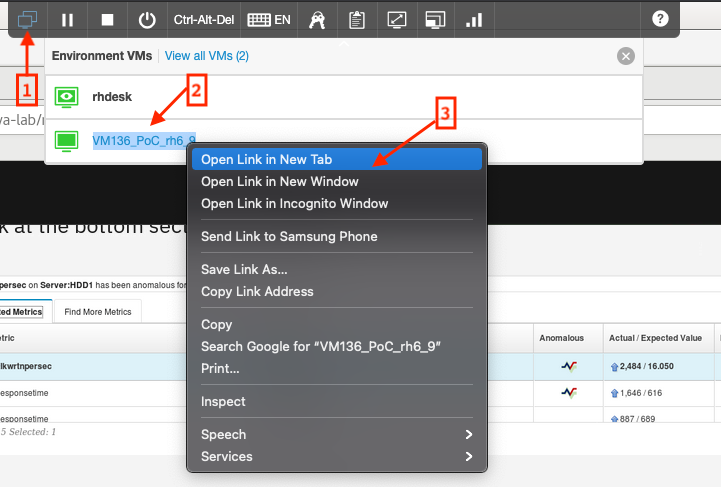 Ctrl-Alt-Del
EN
?
Environment VMs
View all VMs (2)
1
2
3
rhdesk
va-lab/
VM136_PoC_rh6_9
Open Link in New Tab
Open Link in New Window
Open Link in Incognito Window
Send Link to Samsung Phone
Save Link As...
Copy Link Address
Copy
Search Google for “VM136_PoC_rh6_9”
Print...
Inspect
Speech
Services
k at the bottom sect
persec on Server:HDD1 has been anomalous for
ted Metrics
Find More Metrics
tric
Anomalous
Actual / Expected Value
lkwrtnpersec
2,484 / 16.050
esponsetime
1,646 / 616
esponsetime
887 / 689
5 Selected: 1